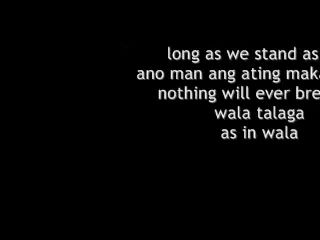 long as we stand as
ano man ang ating
nothing will ever
wala talaga
as in wala